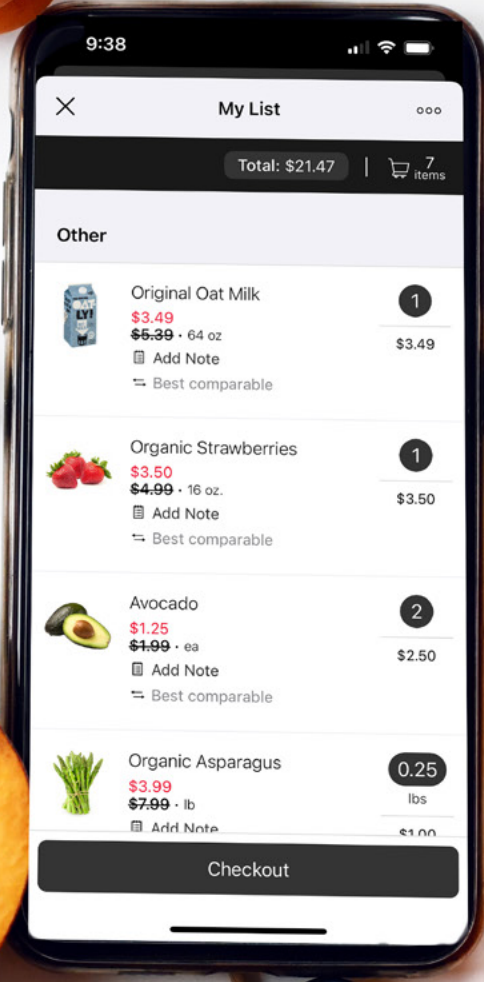 9:38
My List
Total: $21.47 | 7 items
Other
OATLY!
Original Oat Milk
1
$3.49
$5.39 · 64 oz
$3.49
Add Note
Best comparable
Organic Strawberries
1
$3.50
$4.99 · 16 oz.
$3.50
Add Note
Best comparable
Avocado
2
$1.25
$1.99 · ea
$2.50
Add Note
Best comparable
Organic Asparagus
0.25
$3.99
lbs
$7.99 · lb
Add Note
$1.00
Checkout